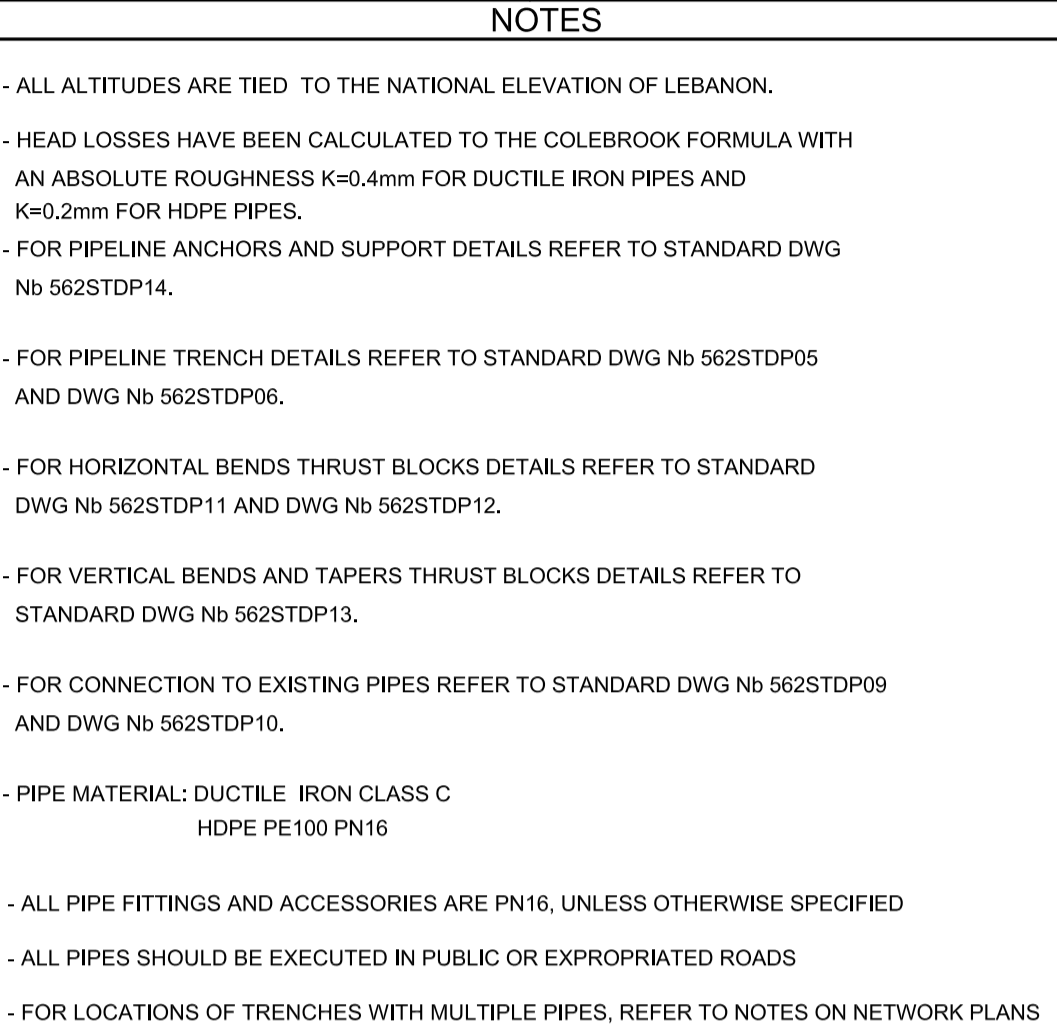 NOTES
- ALL ALTITUDES ARE TIED TO THE NATIONAL ELEVATION OF LEBANON.
- HEAD LOSSES HAVE BEEN CALCULATED TO THE COLEBROOK FORMULA WITH
AN ABSOLUTE ROUGHNESS K=0.4mm FOR DUCTILE IRON PIPES AND
K=0.2mm FOR HDPE PIPES.
- FOR PIPELINE ANCHORS AND SUPPORT DETAILS REFER TO STANDARD DWG
Nb 562STDP14.
- FOR PIPELINE TRENCH DETAILS REFER TO STANDARD DWG Nb 562STDP05
AND DWG Nb 562STDP06.
- FOR HORIZONTAL BENDS THRUST BLOCKS DETAILS REFER TO STANDARD
DWG Nb 562STDP11 AND DWG Nb 562STDP12.
- FOR VERTICAL BENDS AND TAPERS THRUST BLOCKS DETAILS REFER TO
STANDARD DWG Nb 562STDP13.
- FOR CONNECTION TO EXISTING PIPES REFER TO STANDARD DWG Nb 562STDP09
AND DWG Nb 562STDP10.
- PIPE MATERIAL: DUCTILE IRON CLASS C
HDPE PE100 PN16
- ALL PIPE FITTINGS AND ACCESSORIES ARE PN16, UNLESS OTHERWISE SPECIFIED
- ALL PIPES SHOULD BE EXECUTED IN PUBLIC OR EXPROPRIATED ROADS
- FOR LOCATIONS OF TRENCHES WITH MULTIPLE PIPES, REFER TO NOTES ON NETWORK PLANS